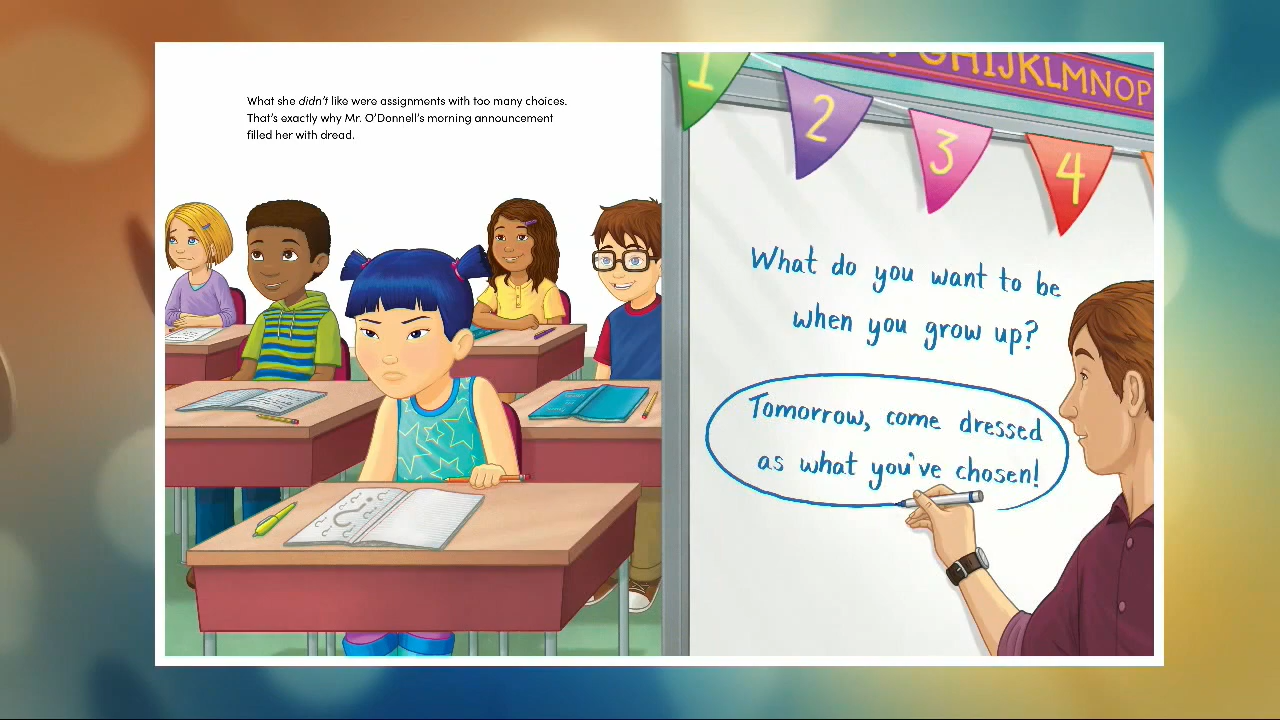 What she didn't like were assignments with too many choices.
That's exactly why Mr. O'Donnell's morning announcement
filled her with dread.
GHIJKLMNOP
1
2
3
4
What do you want to be
when you grow up?
Tomorrow, come dressed
as what you've chosen!